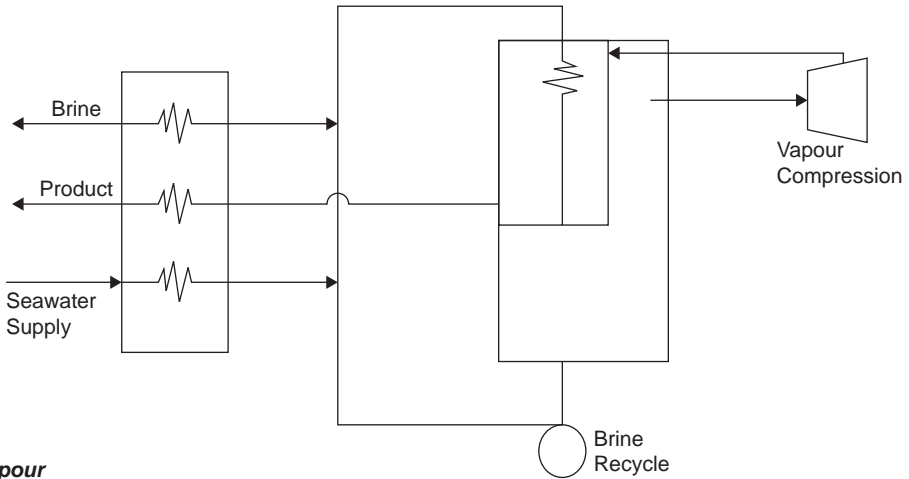 Brine
Product
Seawater
Supply
Vapour
Compression
Brine
Recycle
pour